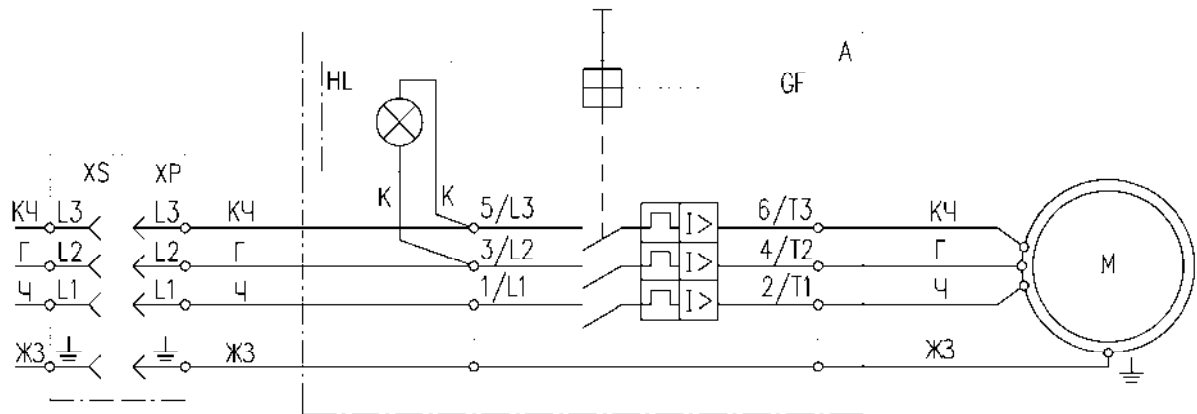 A
HL
GF
XS XP
К К
КЧ L3 L3 КЧ 5/L3 I> 6/T3 КЧ
Г L2 L2 Г 3/L2 I> 4/T2 Г M
Ч L1 L1 Ч 1/L1 I> 2/T1 Ч
ЖЗ ЖЗ ЖЗ